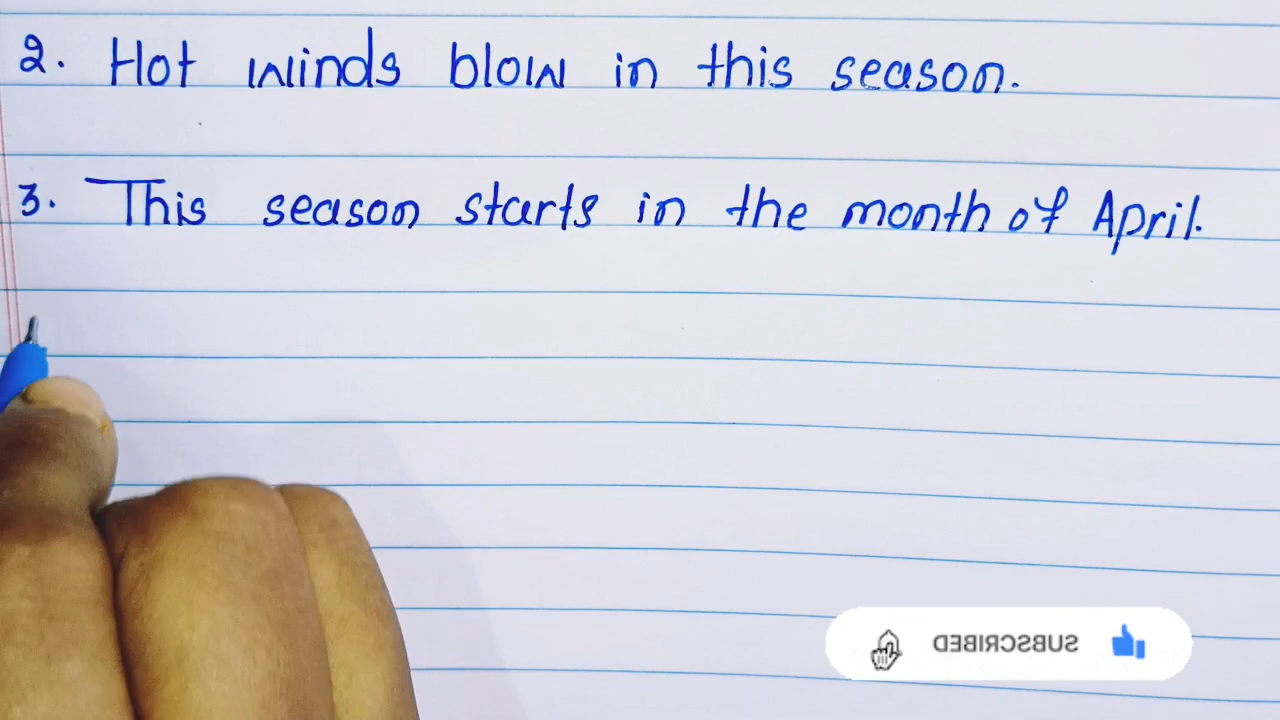 2. Hot winds blow in this season.
3. This season starts in the month of April.
SUBSCRIBED